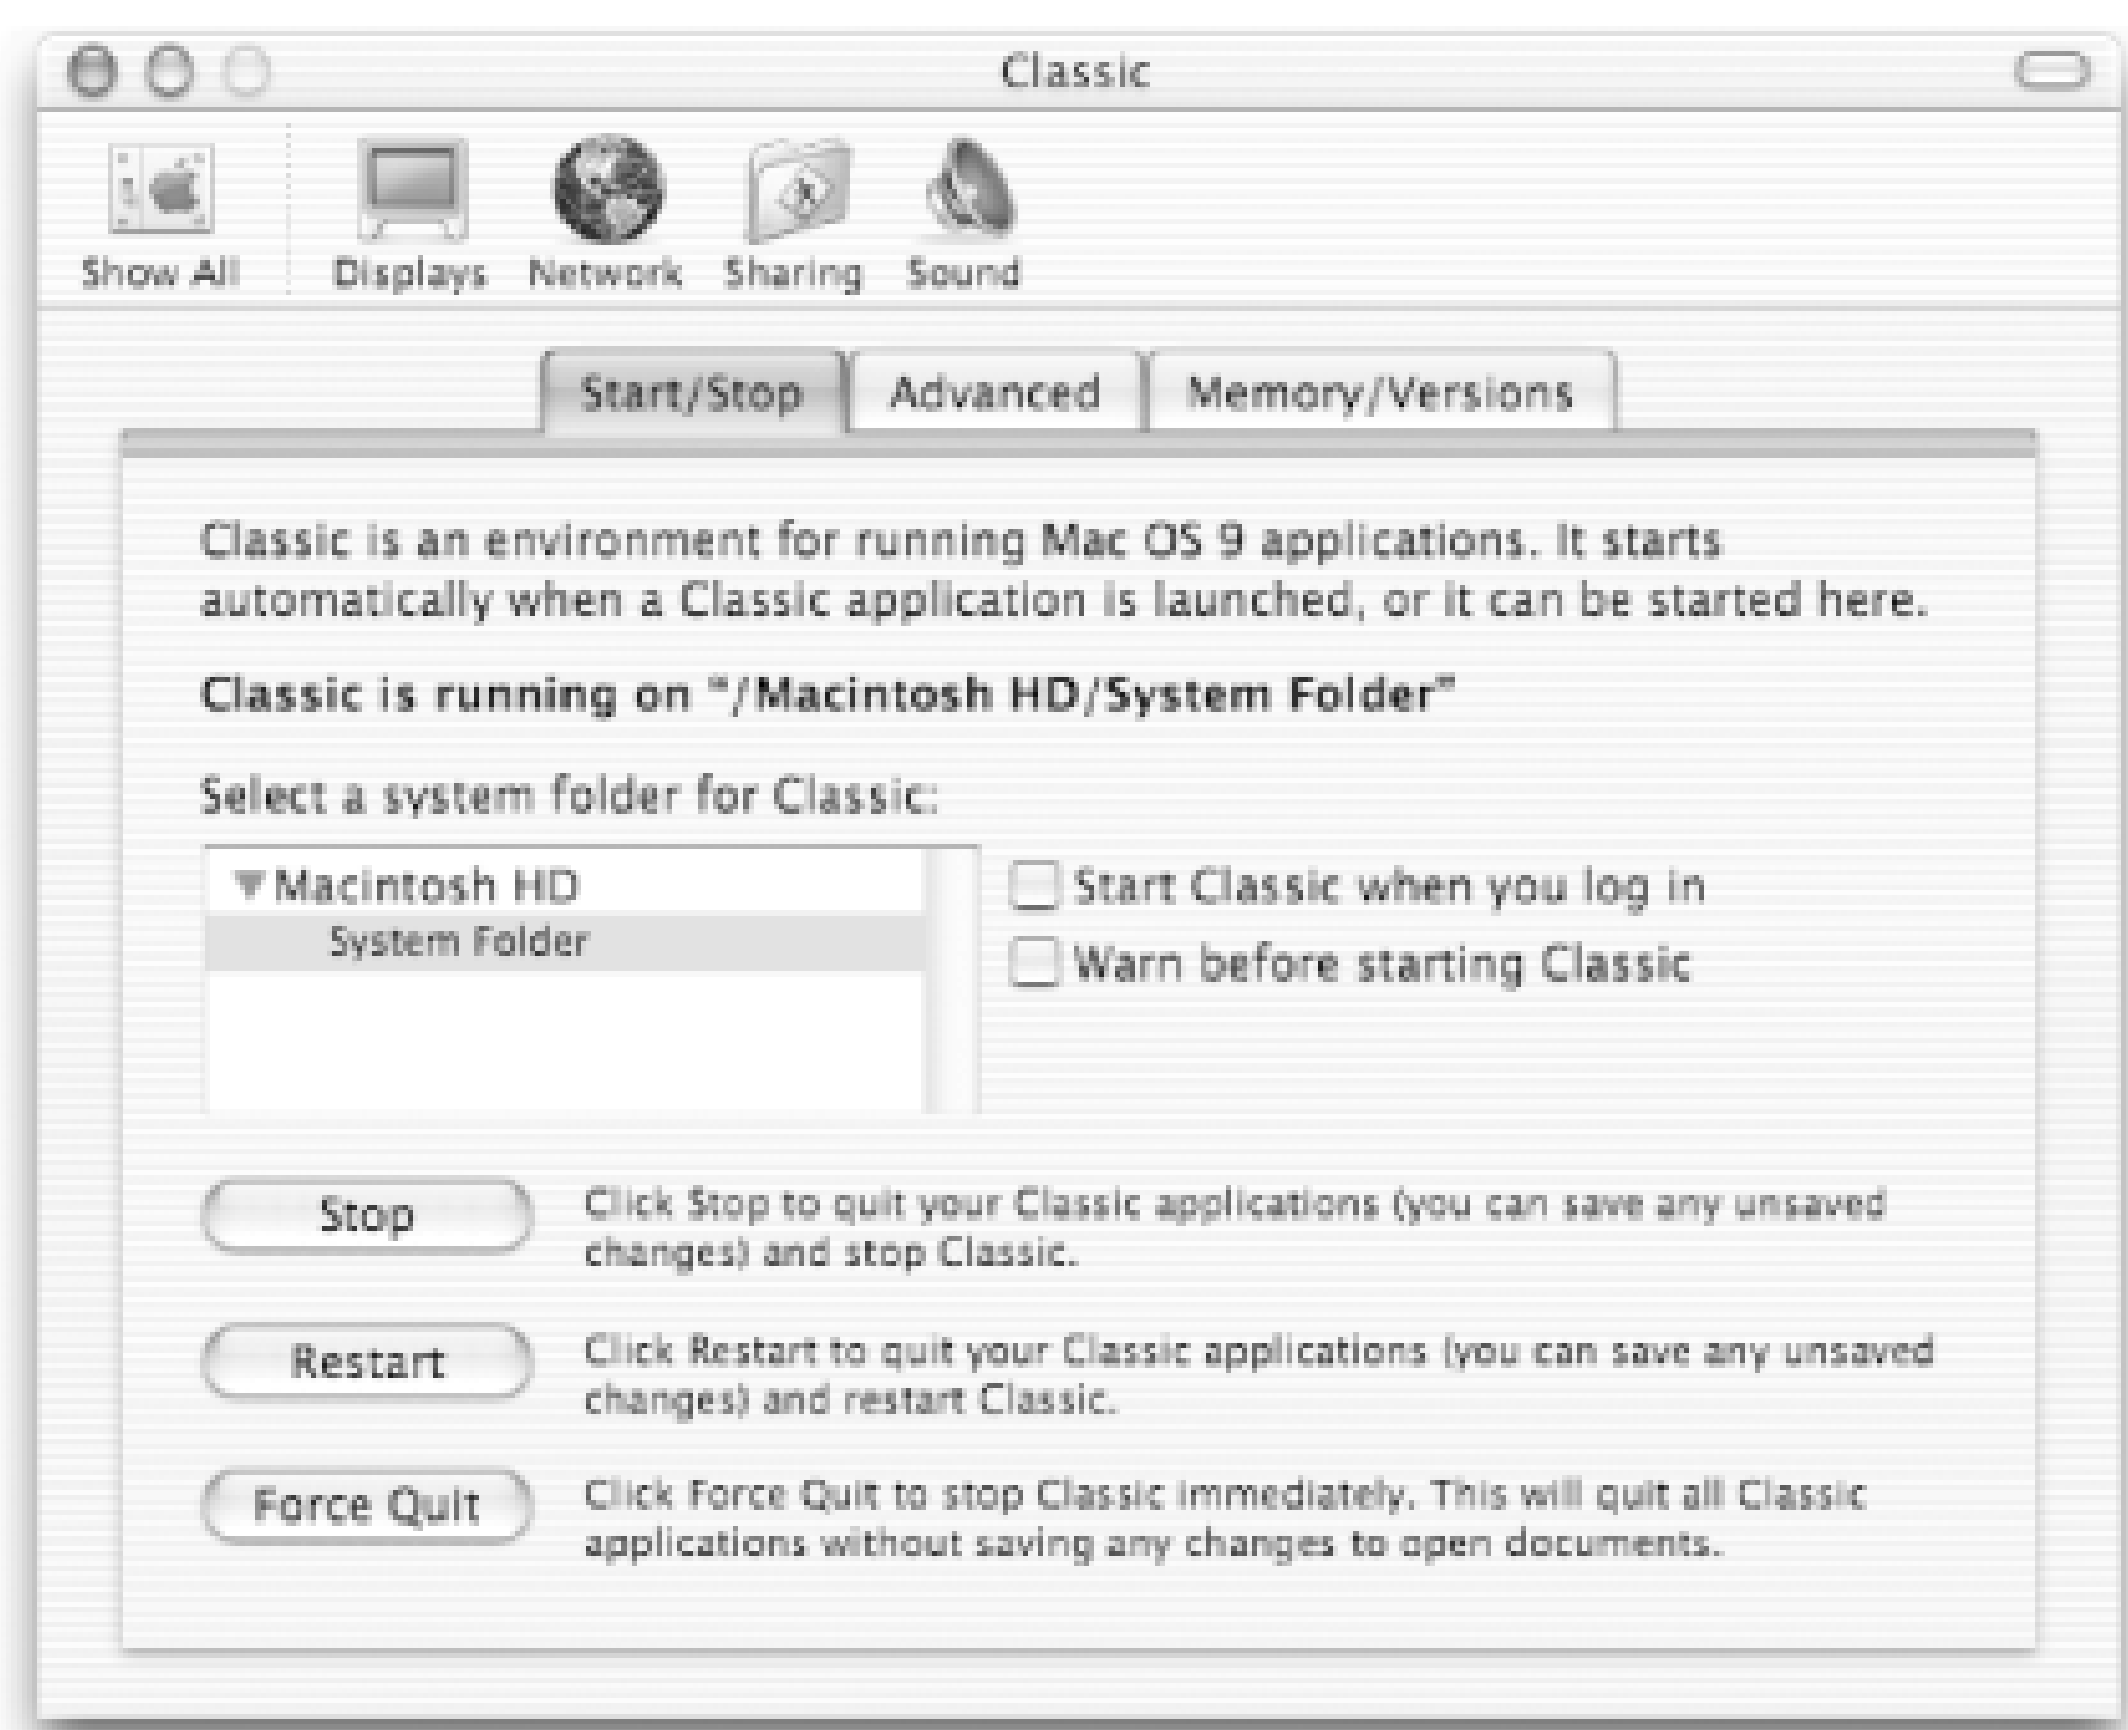 Classic
Show All Displays Network Sharing Sound
Start/Stop Advanced Memory/Versions
Classic is an environment for running Mac OS 9 applications. It starts
automatically when a Classic application is launched, or it can be started here.
Classic is running on "/Macintosh HD/System Folder"
Select a system folder for Classic:
Macintosh HD
System Folder
Start Classic when you log in
Warn before starting Classic
Stop
Click Stop to quit your Classic applications (you can save any unsaved
changes) and stop Classic.
Restart
Click Restart to quit your Classic applications (you can save any unsaved
changes) and restart Classic.
Force Quit
Click Force Quit to stop Classic immediately. This will quit all Classic
applications without saving any changes to open documents.